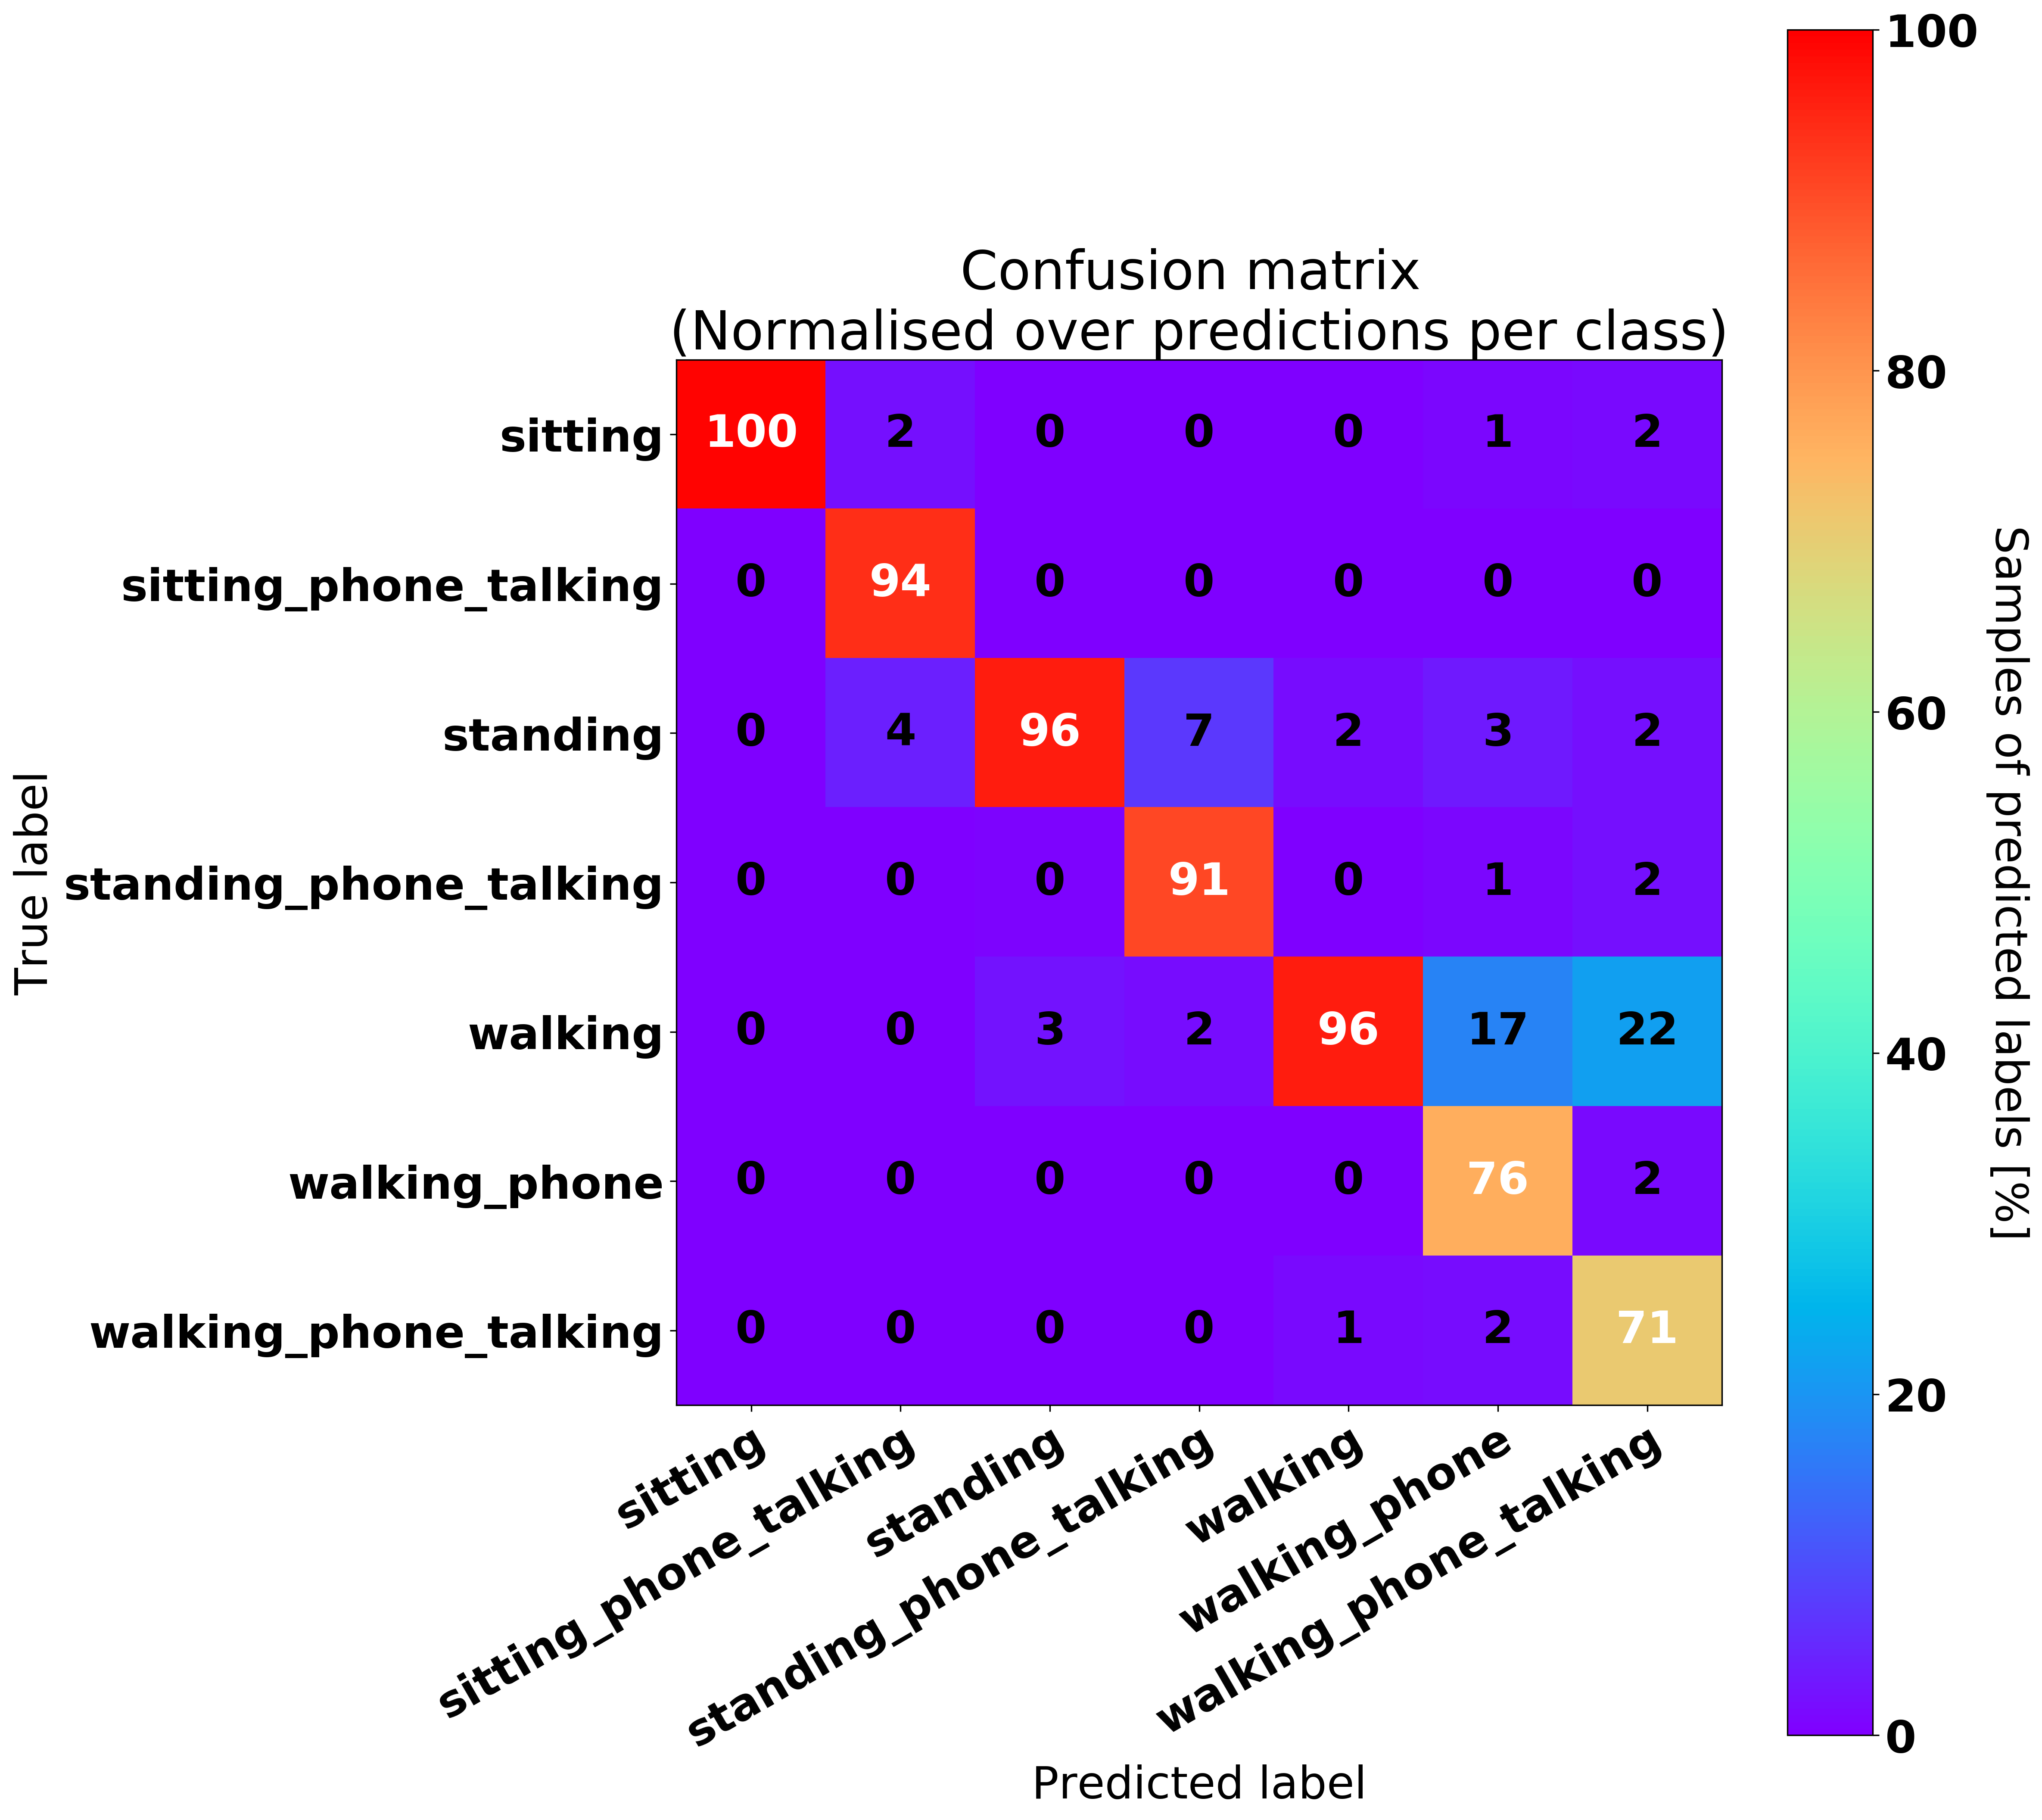 Confusion matrix
(Normalised over predictions per class)
True label
sitting 100 2 0 0 0 1 2
sitting_phone_talking 0 94 0 0 0 0 0
standing 0 4 96 7 2 3 2
standing_phone_talking 0 0 0 91 0 1 2
walking 0 0 3 2 96 17 22
walking_phone 0 0 0 0 0 76 2
walking_phone_talking 0 0 0 0 1 2 71
sitting
sitting_phone_talking
standing
standing_phone_talking
walking
walking_phone
walking_phone_talking
Predicted label
100
80
60
40
20
0
Samples of predicted labels [%]